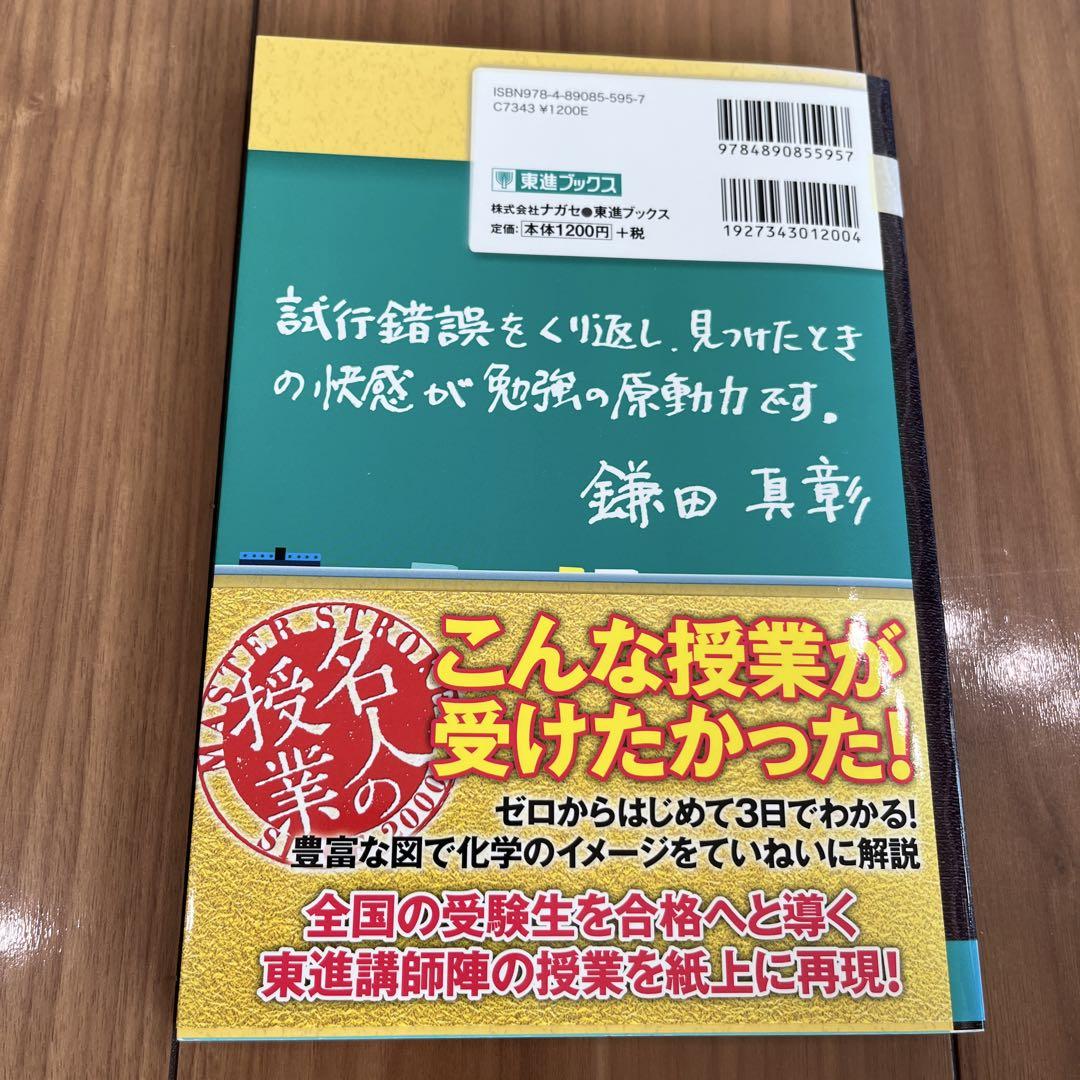 ISBN978-4-89085-595-7
C7343 ¥1200E
9784890855957
東進ブックス
株式会社ナガセ●東進ブックス
定価:本体1200円+税
1927343012004
試行錯誤をくり返し、見つけたとき
の快感が勉強の原動力です。
鎌田 真彰
MASTER STRO
名人の
授業
SINCE 2000
こんな授業が
受けたかった!
ゼロからはじめて3日でわかる!
豊富な図で化学のイメージをていねいに解説
全国の受験生を合格へと導く
東進講師陣の授業を紙上に再現!